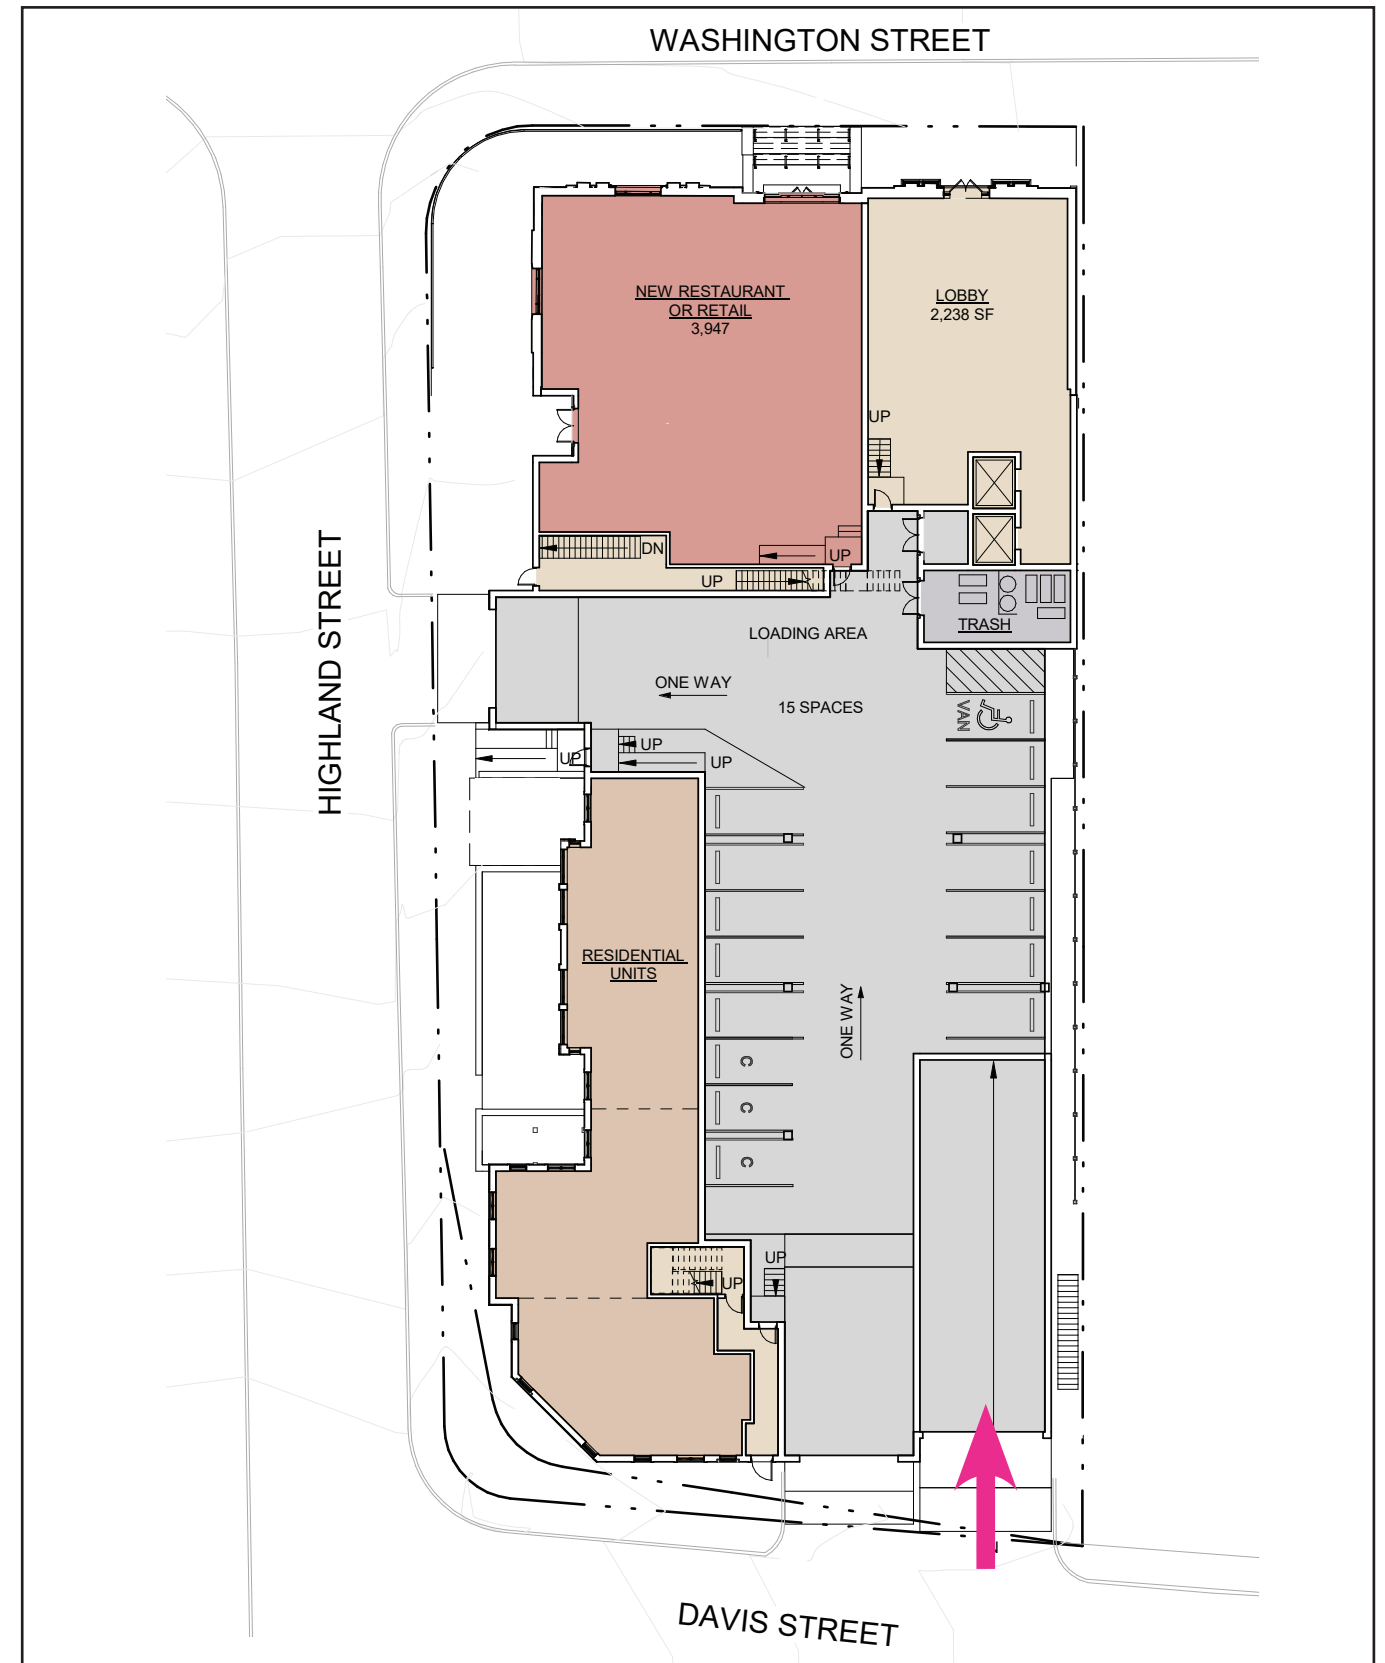 WASHINGTON STREET
NEW RESTAURANT
OR RETAIL
3,947
LOBBY
2,238 SF
UP
DN
UP
UP
HIGHLAND STREET
LOADING AREA
TRASH
ONE WAY
15 SPACES
VAN
UP
UP
UP
RESIDENTIAL
UNITS
ONE WAY
C
C
C
UP
UP
DAVIS STREET